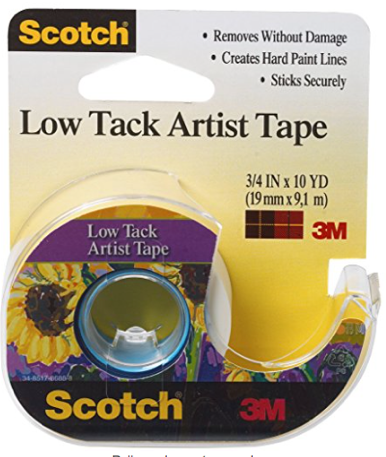 Scotch
• Removes Without Damage
• Creates Hard Paint Lines
• Sticks Securely
Low Tack Artist Tape
3/4 IN x 10 YD
(19 mm x 9,1 m)
3M
Low Tack
Artist Tape
Scotch
3M